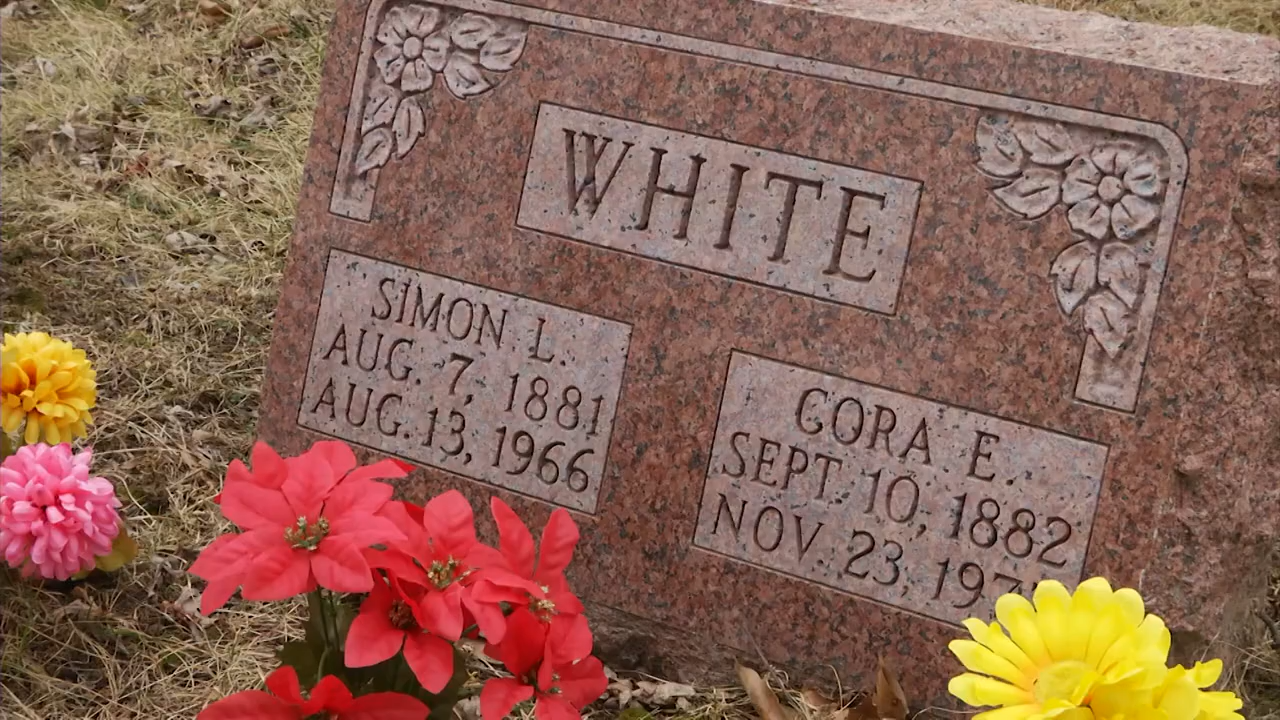 WHITE
SIMON L.
AUG. 7, 1881
AUG. 13, 1966
CORA E.
SEPT. 10, 1882
NOV. 23,